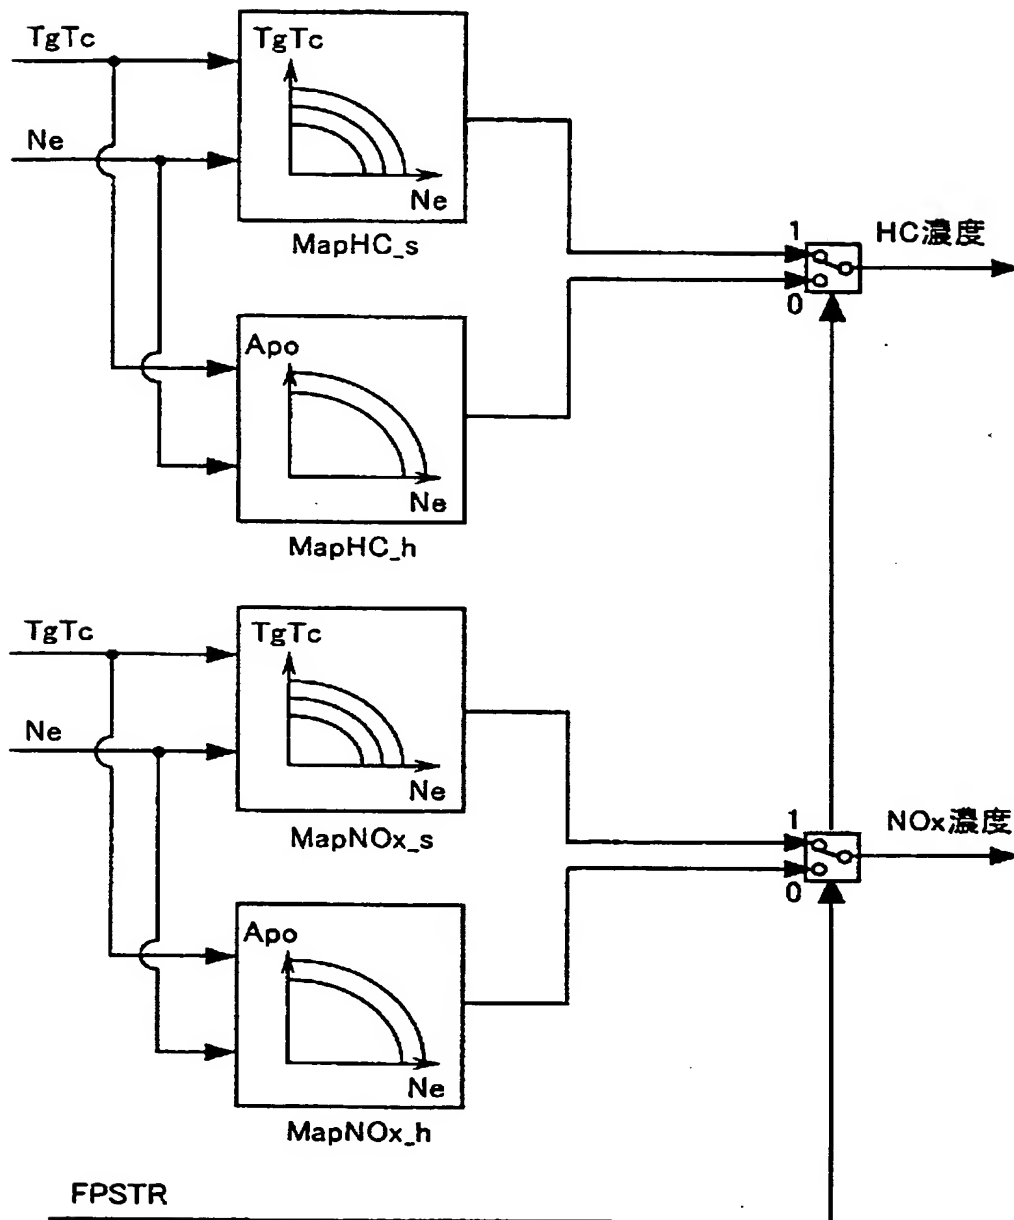 TgTc
TgTc
Ne
Ne
MapHC_s
1
HC濃度
0
Apo
Ne
MapHC_h
TgTc
TgTc
Ne
Ne
MapNOx_s
1
NOx濃度
0
Apo
Ne
MapNOx_h
FPSTR